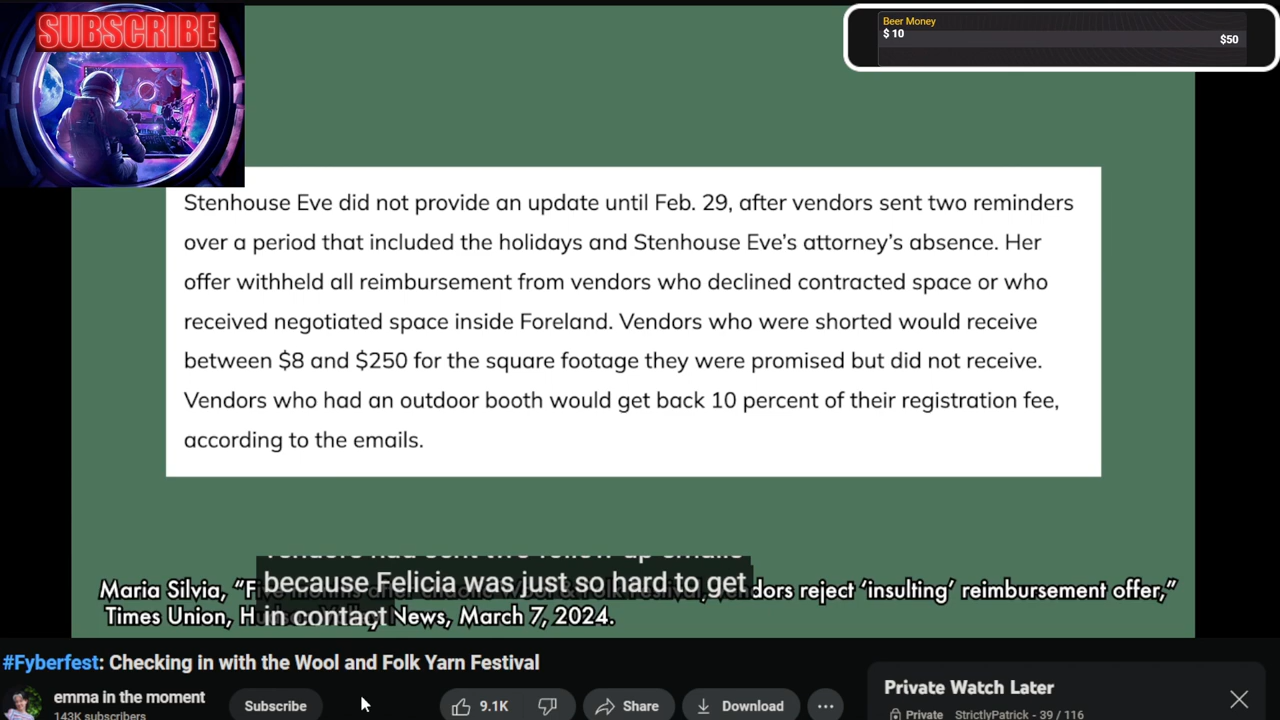 SUBSCRIBE
Beer Money
$ 10
$50
Stenhouse Eve did not provide an update until Feb. 29, after vendors sent two reminders
over a period that included the holidays and Stenhouse Eve's attorney's absence. Her
offer withheld all reimbursement from vendors who declined contracted space or who
received negotiated space inside Foreland. Vendors who were shorted would receive
between $8 and $250 for the square footage they were promised but did not receive.
Vendors who had an outdoor booth would get back 10 percent of their registration fee,
according to the emails.
vendors had sent two follow-up emails
because Felicia was just so hard to get
in contact
Maria Silvia, “F dors reject ‘insulting’ reimbursement offer,”
Times Union, H News, March 7, 2024.
#Fyberfest: Checking in with the Wool and Folk Yarn Festival
emma in the moment
143K subscribers
Subscribe
9.1K
Share
Download
Private Watch Later
Private StrictlyPatrick - 39 / 116